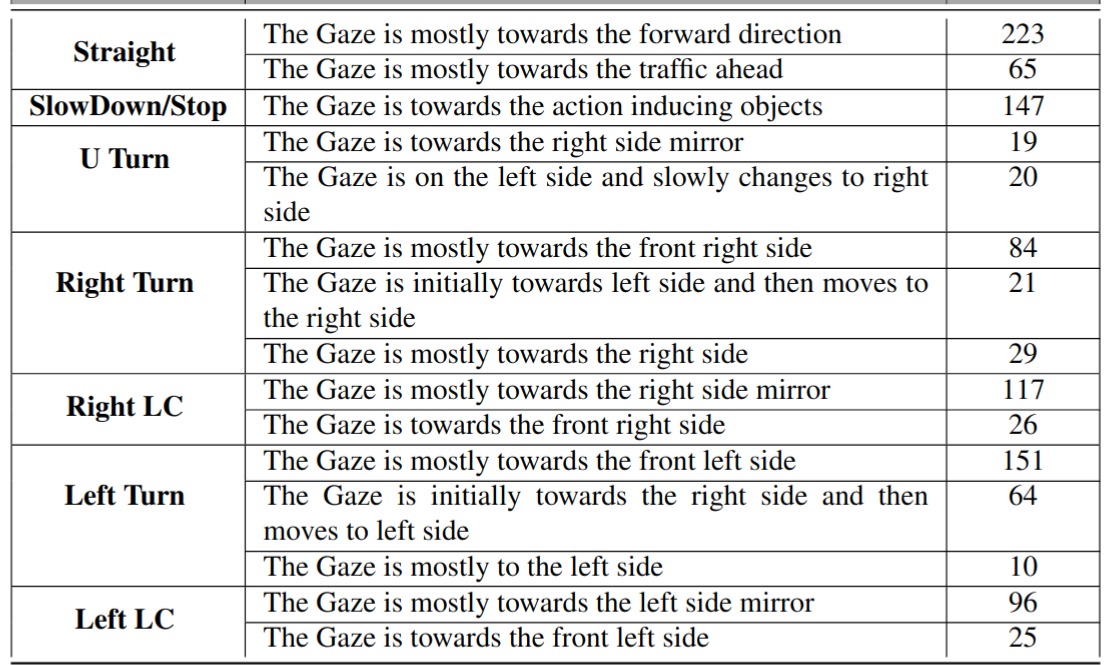 Straight
The Gaze is mostly towards the forward direction 223
The Gaze is mostly towards the traffic ahead 65
SlowDown/Stop The Gaze is towards the action inducing objects 147
U Turn
The Gaze is towards the right side mirror 19
The Gaze is on the left side and slowly changes to right 20
side
Right Turn
The Gaze is mostly towards the front right side 84
The Gaze is initially towards left side and then moves to 21
the right side
The Gaze is mostly towards the right side 29
Right LC
The Gaze is mostly towards the right side mirror 117
The Gaze is towards the front right side 26
Left Turn
The Gaze is mostly towards the front left side 151
The Gaze is initially towards the right side and then 64
moves to left side
The Gaze is mostly to the left side 10
Left LC
The Gaze is mostly towards the left side mirror 96
The Gaze is towards the front left side 25